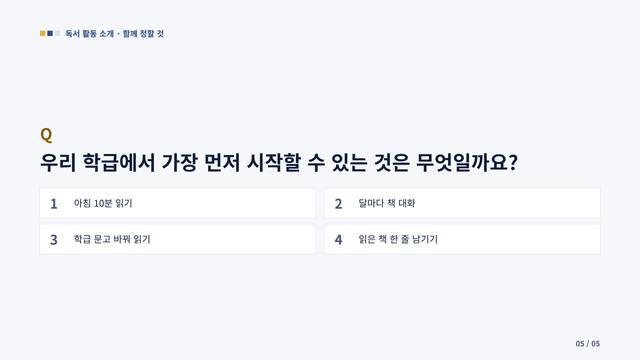 독서 활동 소개 · 함께 정할 것
Q
우리 학급에서 가장 먼저 시작할 수 있는 것은 무엇일까요?
1 아침 10분 읽기
2 달마다 책 대화
3 학급 문고 바꿔 읽기
4 읽은 책 한 줄 남기기
05 / 05